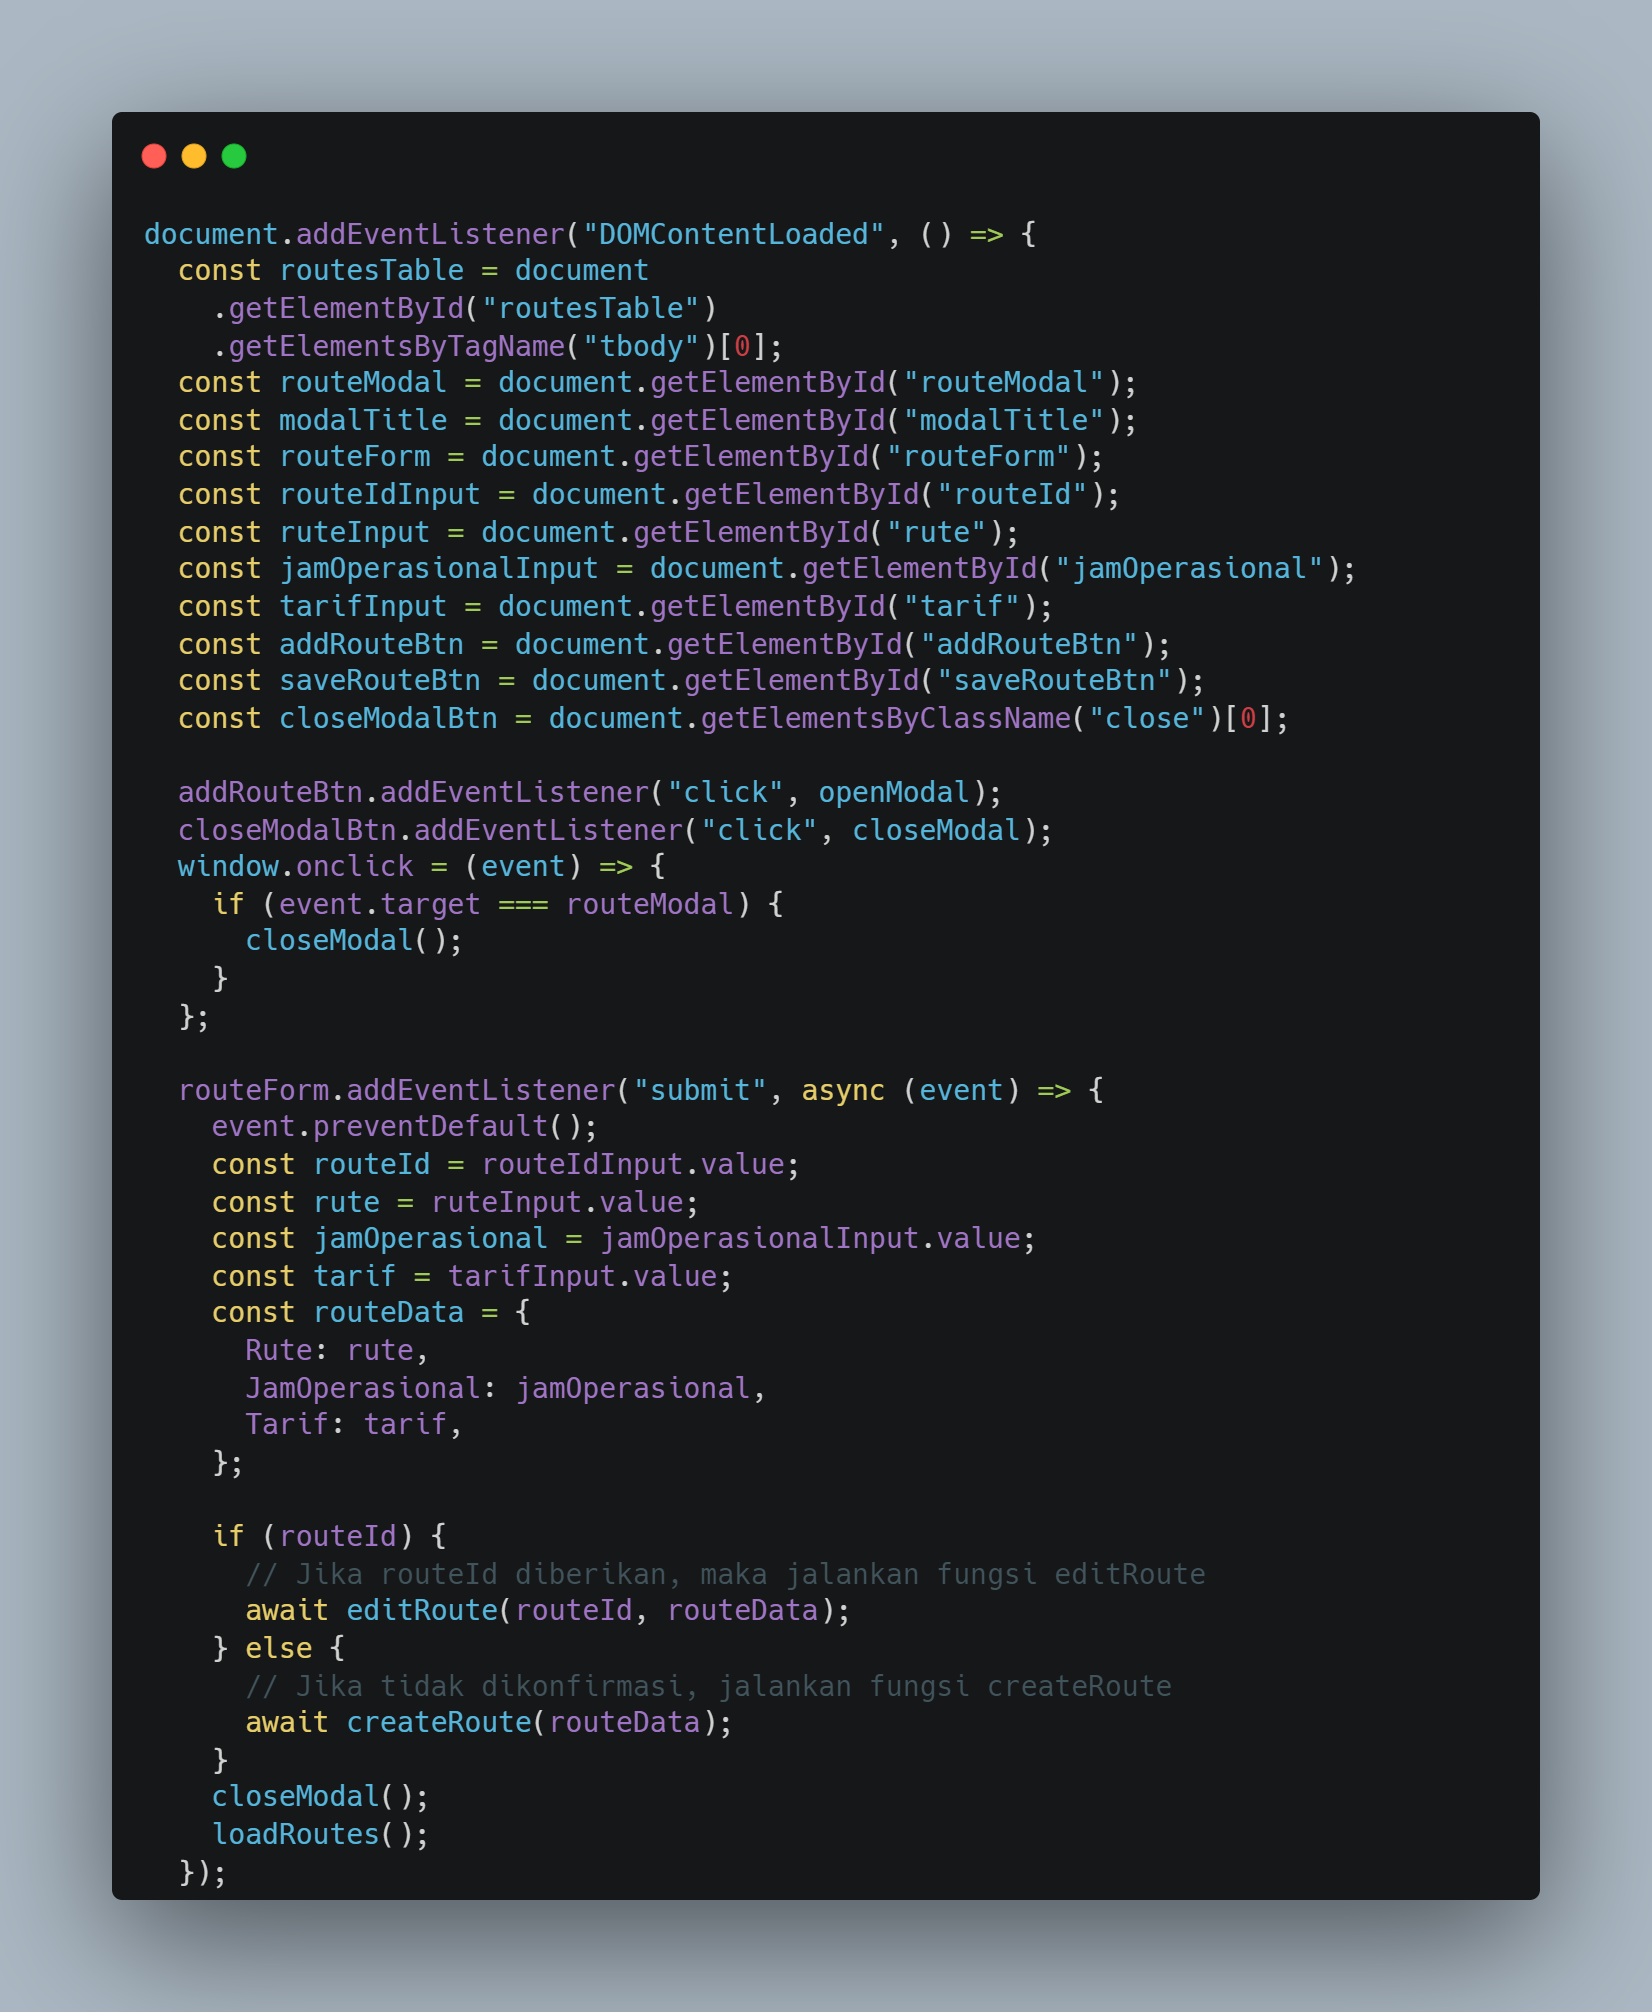 document.addEventListener("DOMContentLoaded", () => {
  const routesTable = document
    .getElementById("routesTable")
    .getElementsByTagName("tbody")[0];
  const routeModal = document.getElementById("routeModal");
  const modalTitle = document.getElementById("modalTitle");
  const routeForm = document.getElementById("routeForm");
  const routeIdInput = document.getElementById("routeId");
  const ruteInput = document.getElementById("rute");
  const jamOperasionalInput = document.getElementById("jamOperasional");
  const tarifInput = document.getElementById("tarif");
  const addRouteBtn = document.getElementById("addRouteBtn");
  const saveRouteBtn = document.getElementById("saveRouteBtn");
  const closeModalBtn = document.getElementsByClassName("close")[0];

  addRouteBtn.addEventListener("click", openModal);
  closeModalBtn.addEventListener("click", closeModal);
  window.onclick = (event) => {
    if (event.target === routeModal) {
      closeModal();
    }
  };

  routeForm.addEventListener("submit", async (event) => {
    event.preventDefault();
    const routeId = routeIdInput.value;
    const rute = ruteInput.value;
    const jamOperasional = jamOperasionalInput.value;
    const tarif = tarifInput.value;
    const routeData = {
      Rute: rute,
      JamOperasional: jamOperasional,
      Tarif: tarif,
    };

    if (routeId) {
      // Jika routeId diberikan, maka jalankan fungsi editRoute
      await editRoute(routeId, routeData);
    } else {
      // Jika tidak dikonfirmasi, jalankan fungsi createRoute
      await createRoute(routeData);
    }
    closeModal();
    loadRoutes();
  });